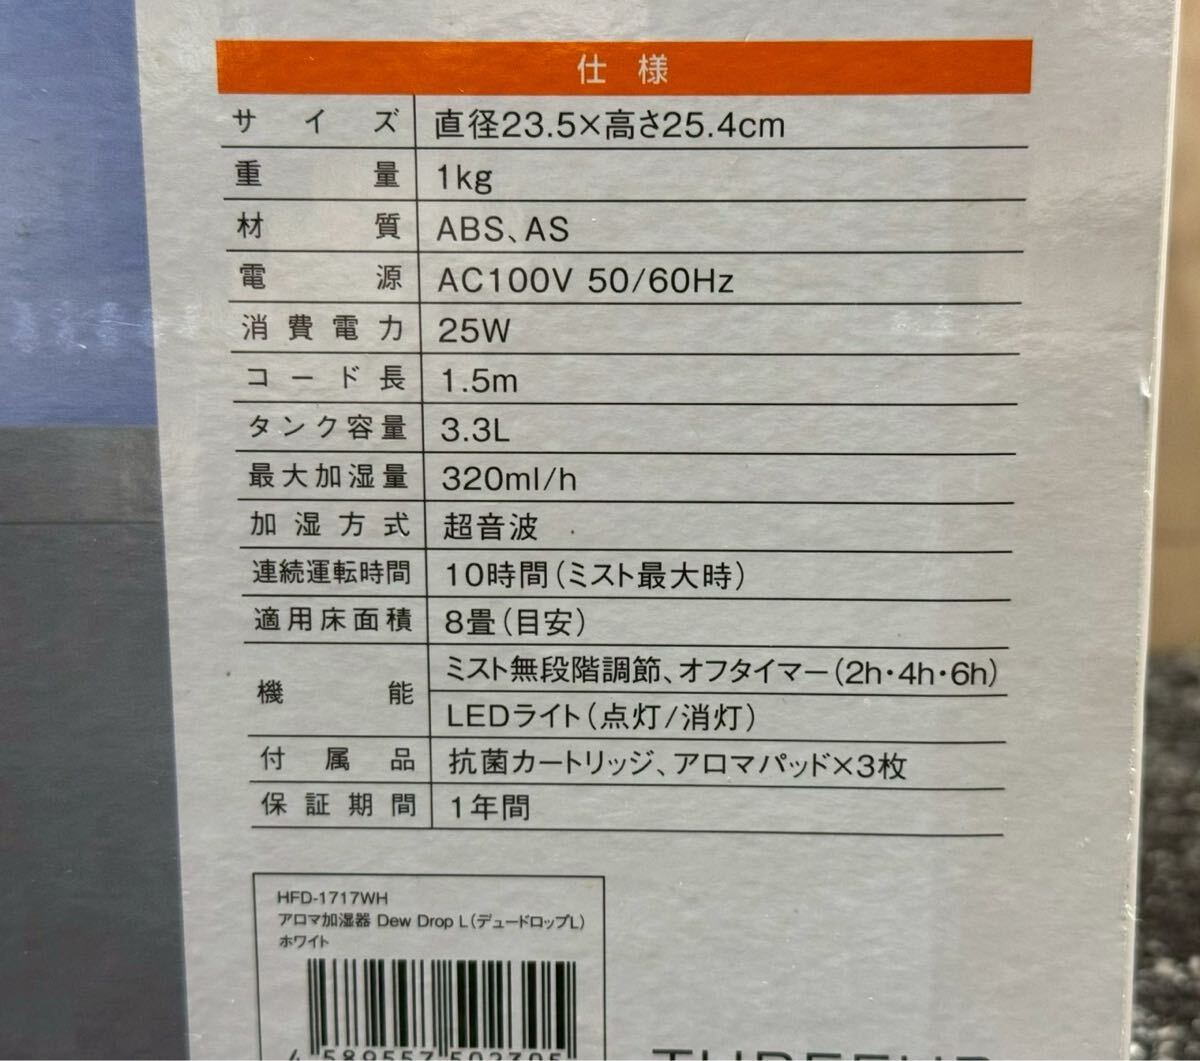 仕様
サイズ 直径23.5×高さ25.4cm
重量 1kg
材質 ABS、AS
電源 AC100V 50/60Hz
消費電力 25W
コード長 1.5m
タンク容量 3.3L
最大加湿量 320ml/h
加湿方式 超音波
連続運転時間 10時間(ミスト最大時)
適用床面積 8畳(目安)
機能 ミスト無段階調節、オフタイマー(2h・4h・6h)
LEDライト(点灯/消灯)
付属品 抗菌カートリッジ、アロマパッド×3枚
保証期間 1年間
HFD-1717WH
アロマ加湿器 Dew Drop L(デュードロップL)
ホワイト
4 589557 502305